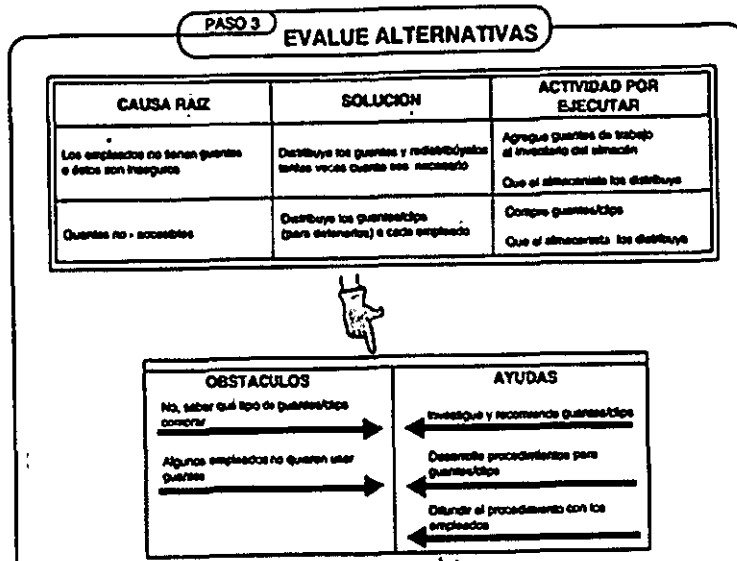 PASO 3
EVALUE ALTERNATIVAS
CAUSA RAIZ
SOLUCION
ACTIVIDAD POR
EJECUTAR
Los empleados no tienen guantes
o éstos son inseguros
Distribuya los guantes y redistribúyalos
tantas veces cuanto sea necesario
Agregue guantes de trabajo
al inventario del almacén
Que el almacenista los distribuya
Guantes no - accesibles
Distribuya los guantes/clips
(para detenerlos) a cada empleado
Compre guantes/clips
Que el almacenista los distribuya
OBSTACULOS
No, saber qué tipo de guantes/clips
comprar
Algunos empleados no quieren usar
guantes
AYUDAS
Investigue y recomiende guantes/clips
Desarrolle procedimientos para
guantes/clips
Difundir el procedimiento con los
empleados